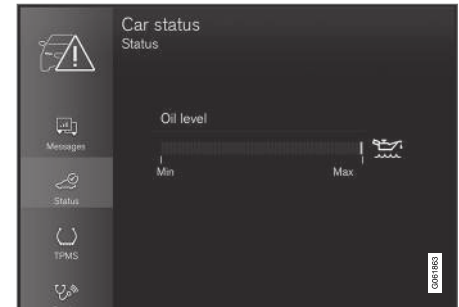 Car status
Status
Oil level
Min
Max
Messages
Status
TPMS
G061863